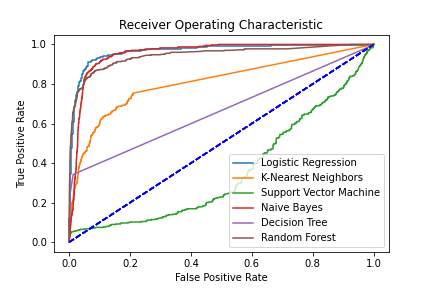 Receiver Operating Characteristic
True Positive Rate
1.0
0.8
0.6
0.4
0.2
0.0
Logistic Regression
K-Nearest Neighbors
Support Vector Machine
Naive Bayes
Decision Tree
Random Forest
0.0 0.2 0.4 0.6 0.8 1.0
False Positive Rate